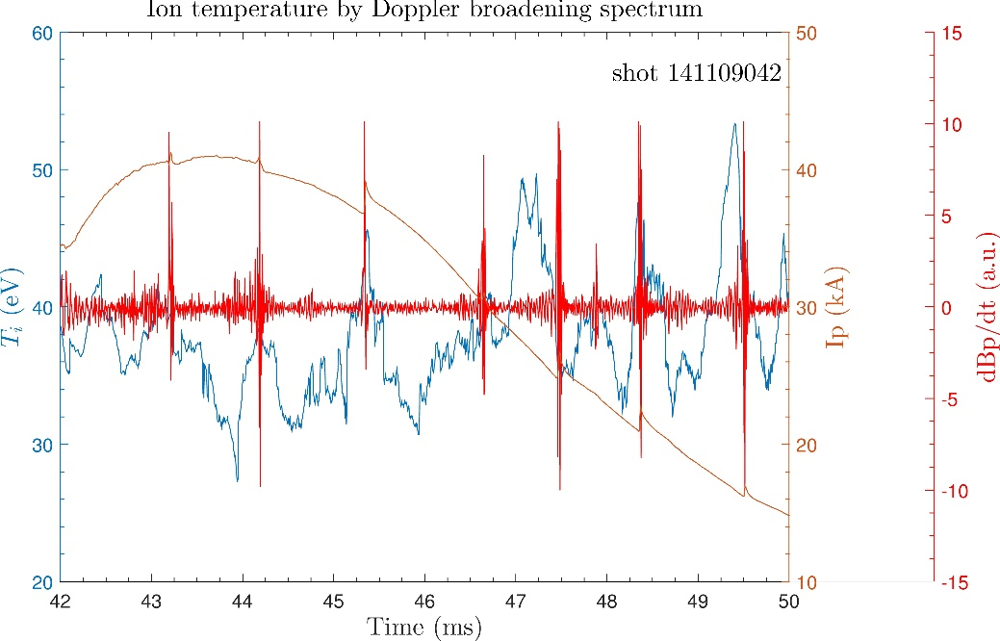 Ion temperature by Doppler broadening spectrum
shot 141109042
60
50
40
30
20
T_i (eV)
50
40
30
20
10
Ip (kA)
15
10
5
0
-5
-10
-15
dBp/dt (a.u.)
42 43 44 45 46 47 48 49 50
Time (ms)